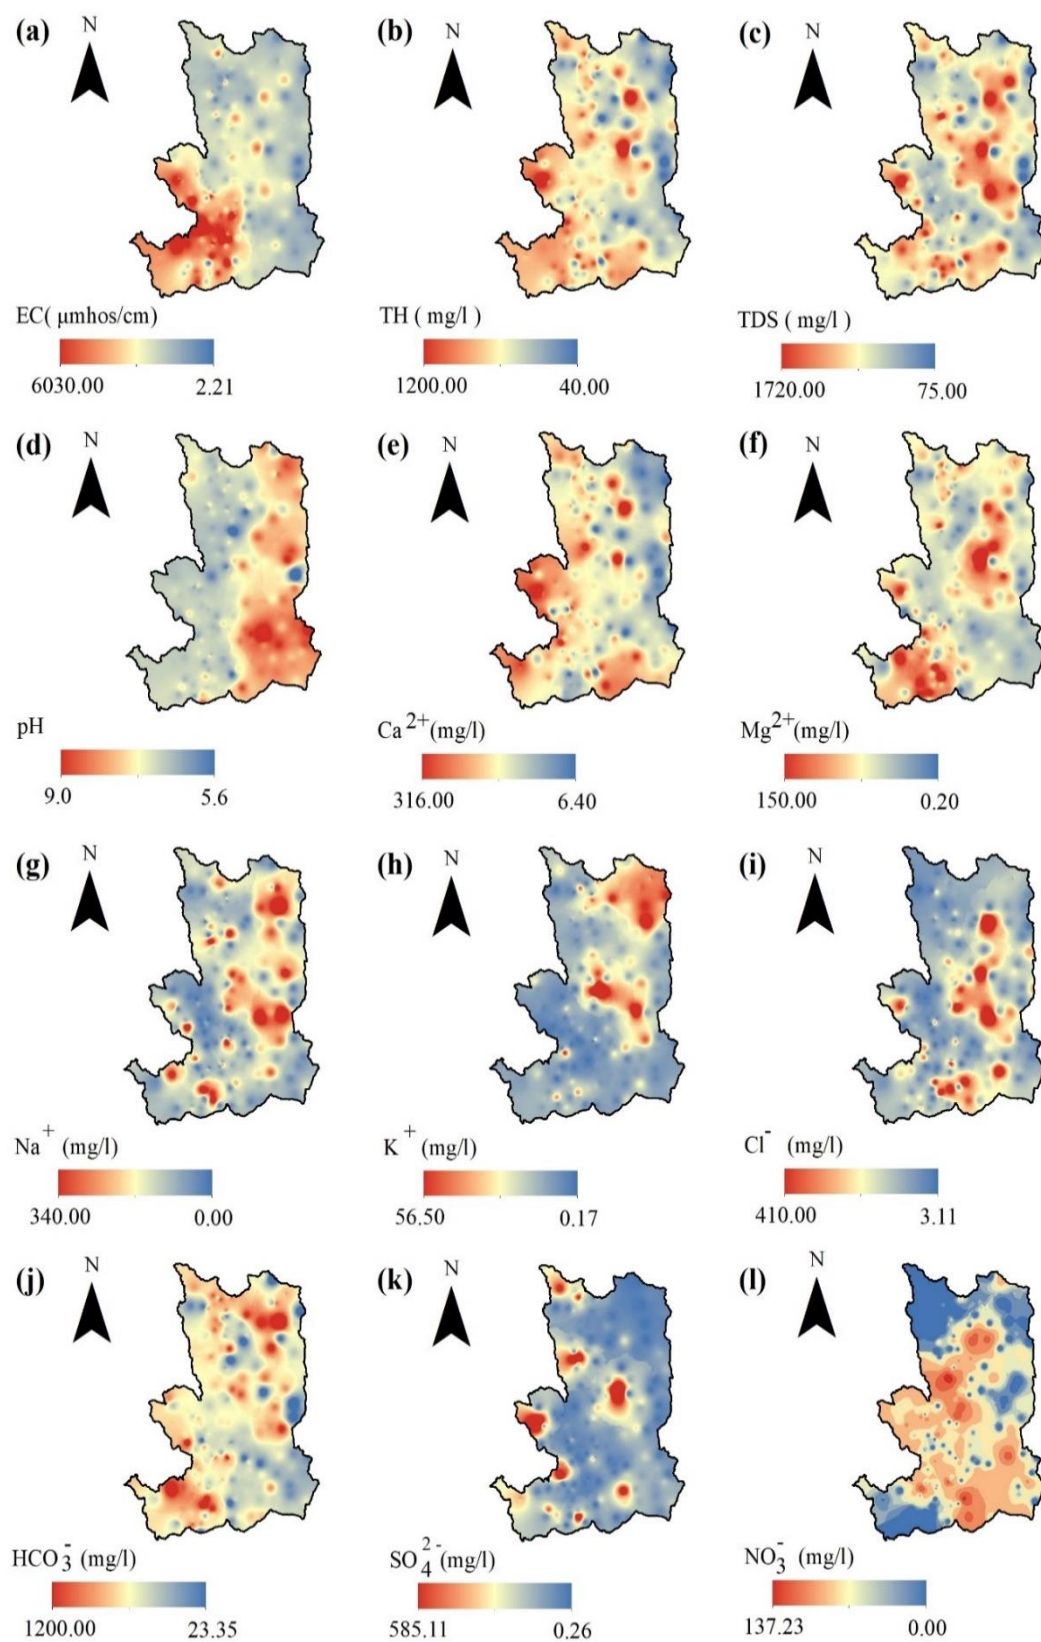 (a) N (b) N (c) N
EC( μmhos/cm) TH ( mg/l ) TDS ( mg/l )
6030.00 2.21 1200.00 40.00 1720.00 75.00
(d) N (e) N (f) N
pH Ca2+(mg/l) Mg2+(mg/l)
9.0 5.6 316.00 6.40 150.00 0.20
(g) N (h) N (i) N
Na+ (mg/l) K+ (mg/l) Cl- (mg/l)
340.00 0.00 56.50 0.17 410.00 3.11
(j) N (k) N (l) N
HCO3- (mg/l) SO42-(mg/l) NO3- (mg/l)
1200.00 23.35 585.11 0.26 137.23 0.00